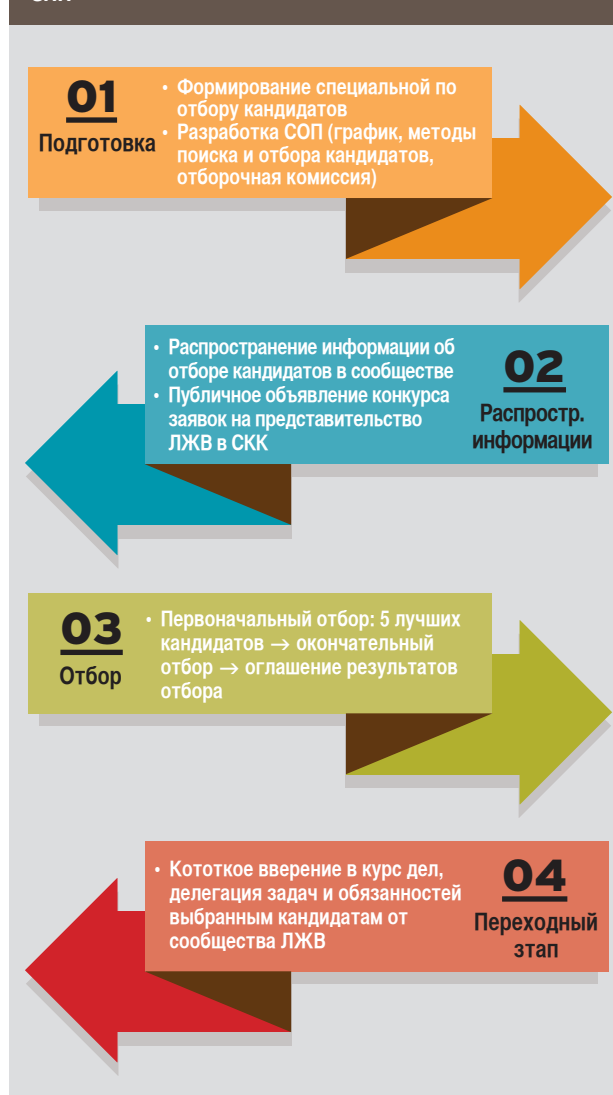 01
Подготовка
• Формирование специальной по
отбору кандидатов
• Разработка СОП (график, методы
поиска и отбора кандидатов,
отборочная комиссия)
• Распространение информации об
отборе кандидатов в сообществе
• Публичное объявление конкурса
заявок на представительство
ЛЖВ в СКК
02
Распростр.
информации
03
Отбор
• Первоначальный отбор: 5 лучших
кандидатов → окончательный
отбор → оглашение результатов
отбора
• Кототкое вверение в курс дел,
делегация задач и обязанностей
выбранным кандидатам от
сообщества ЛЖВ
04
Переходный
зтап